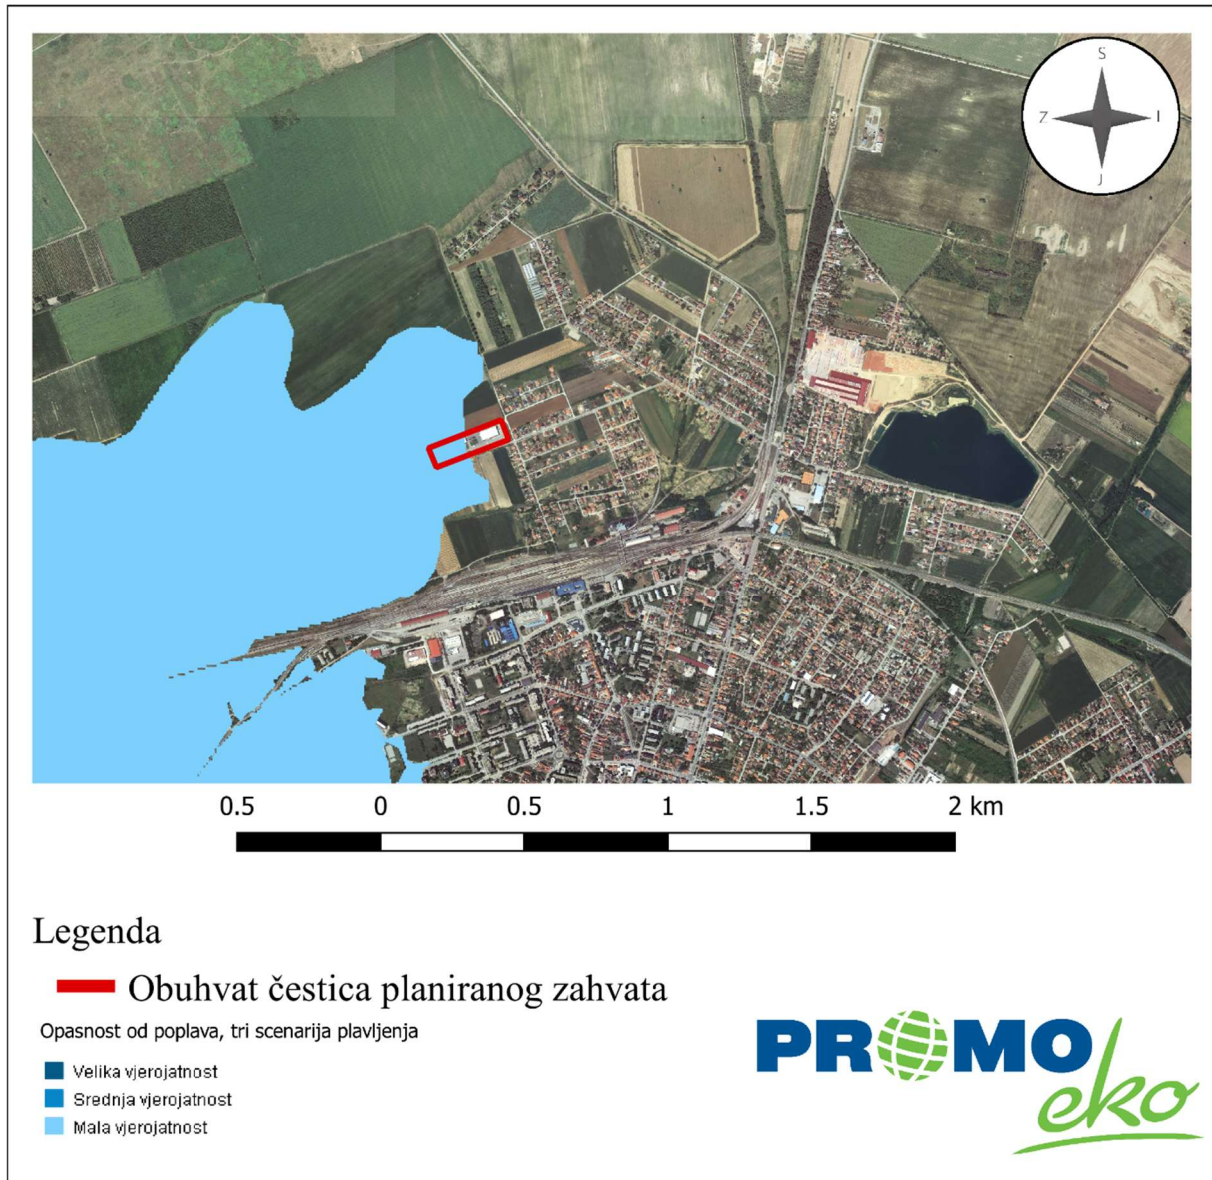 S
Z I
J
0.5 0 0.5 1 1.5 2 km
Legenda
Obuhvat čestica planiranog zahvata
Opasnost od poplava, tri scenarija plavljenja
Velika vjerojatnost
Srednja vjerojatnost
Mala vjerojatnost
PROMO
eko